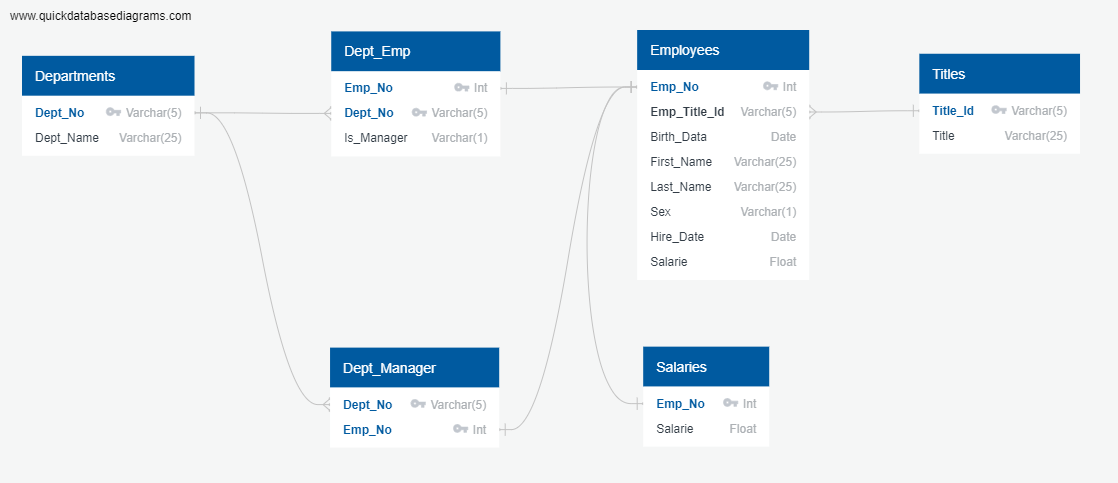 www.quickdatabasediagrams.com
Departments
Dept_No Varchar(5)
Dept_Name Varchar(25)
Dept_Emp
Emp_No Int
Dept_No Varchar(5)
Is_Manager Varchar(1)
Employees
Emp_No Int
Emp_Title_Id Varchar(5)
Birth_Data Date
First_Name Varchar(25)
Last_Name Varchar(25)
Sex Varchar(1)
Hire_Date Date
Salarie Float
Titles
Title_Id Varchar(5)
Title Varchar(25)
Dept_Manager
Dept_No Varchar(5)
Emp_No Int
Salaries
Emp_No Int
Salarie Float